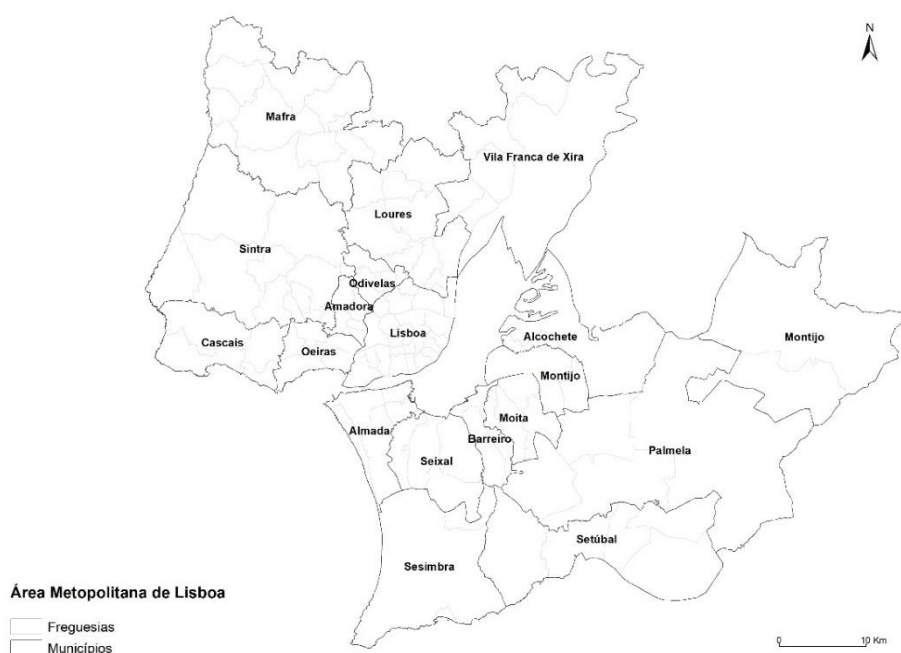 N
Mafra
Vila Franca de Xira
Loures
Sintra
Odivelas
Amadora
Lisboa
Cascais
Oeiras
Alcochete
Montijo
Montijo
Moita
Almada
Barreiro
Seixal
Palmela
Setúbal
Sesimbra
Área Metopolitana de Lisboa
Freguesias
Municípios
0 10 Km